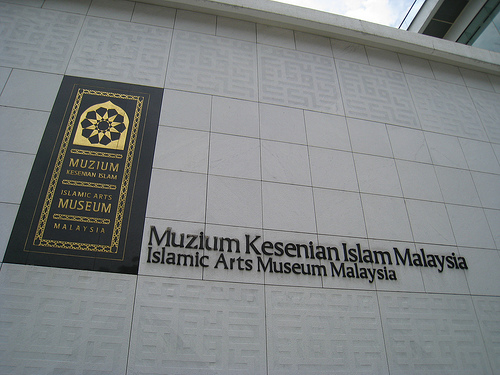 MUZIUM
KESENIAN ISLAM
ISLAMIC ARTS
MUSEUM
MALAYSIA
Muzium Kesenian Islam Malaysia
Islamic Arts Museum Malaysia